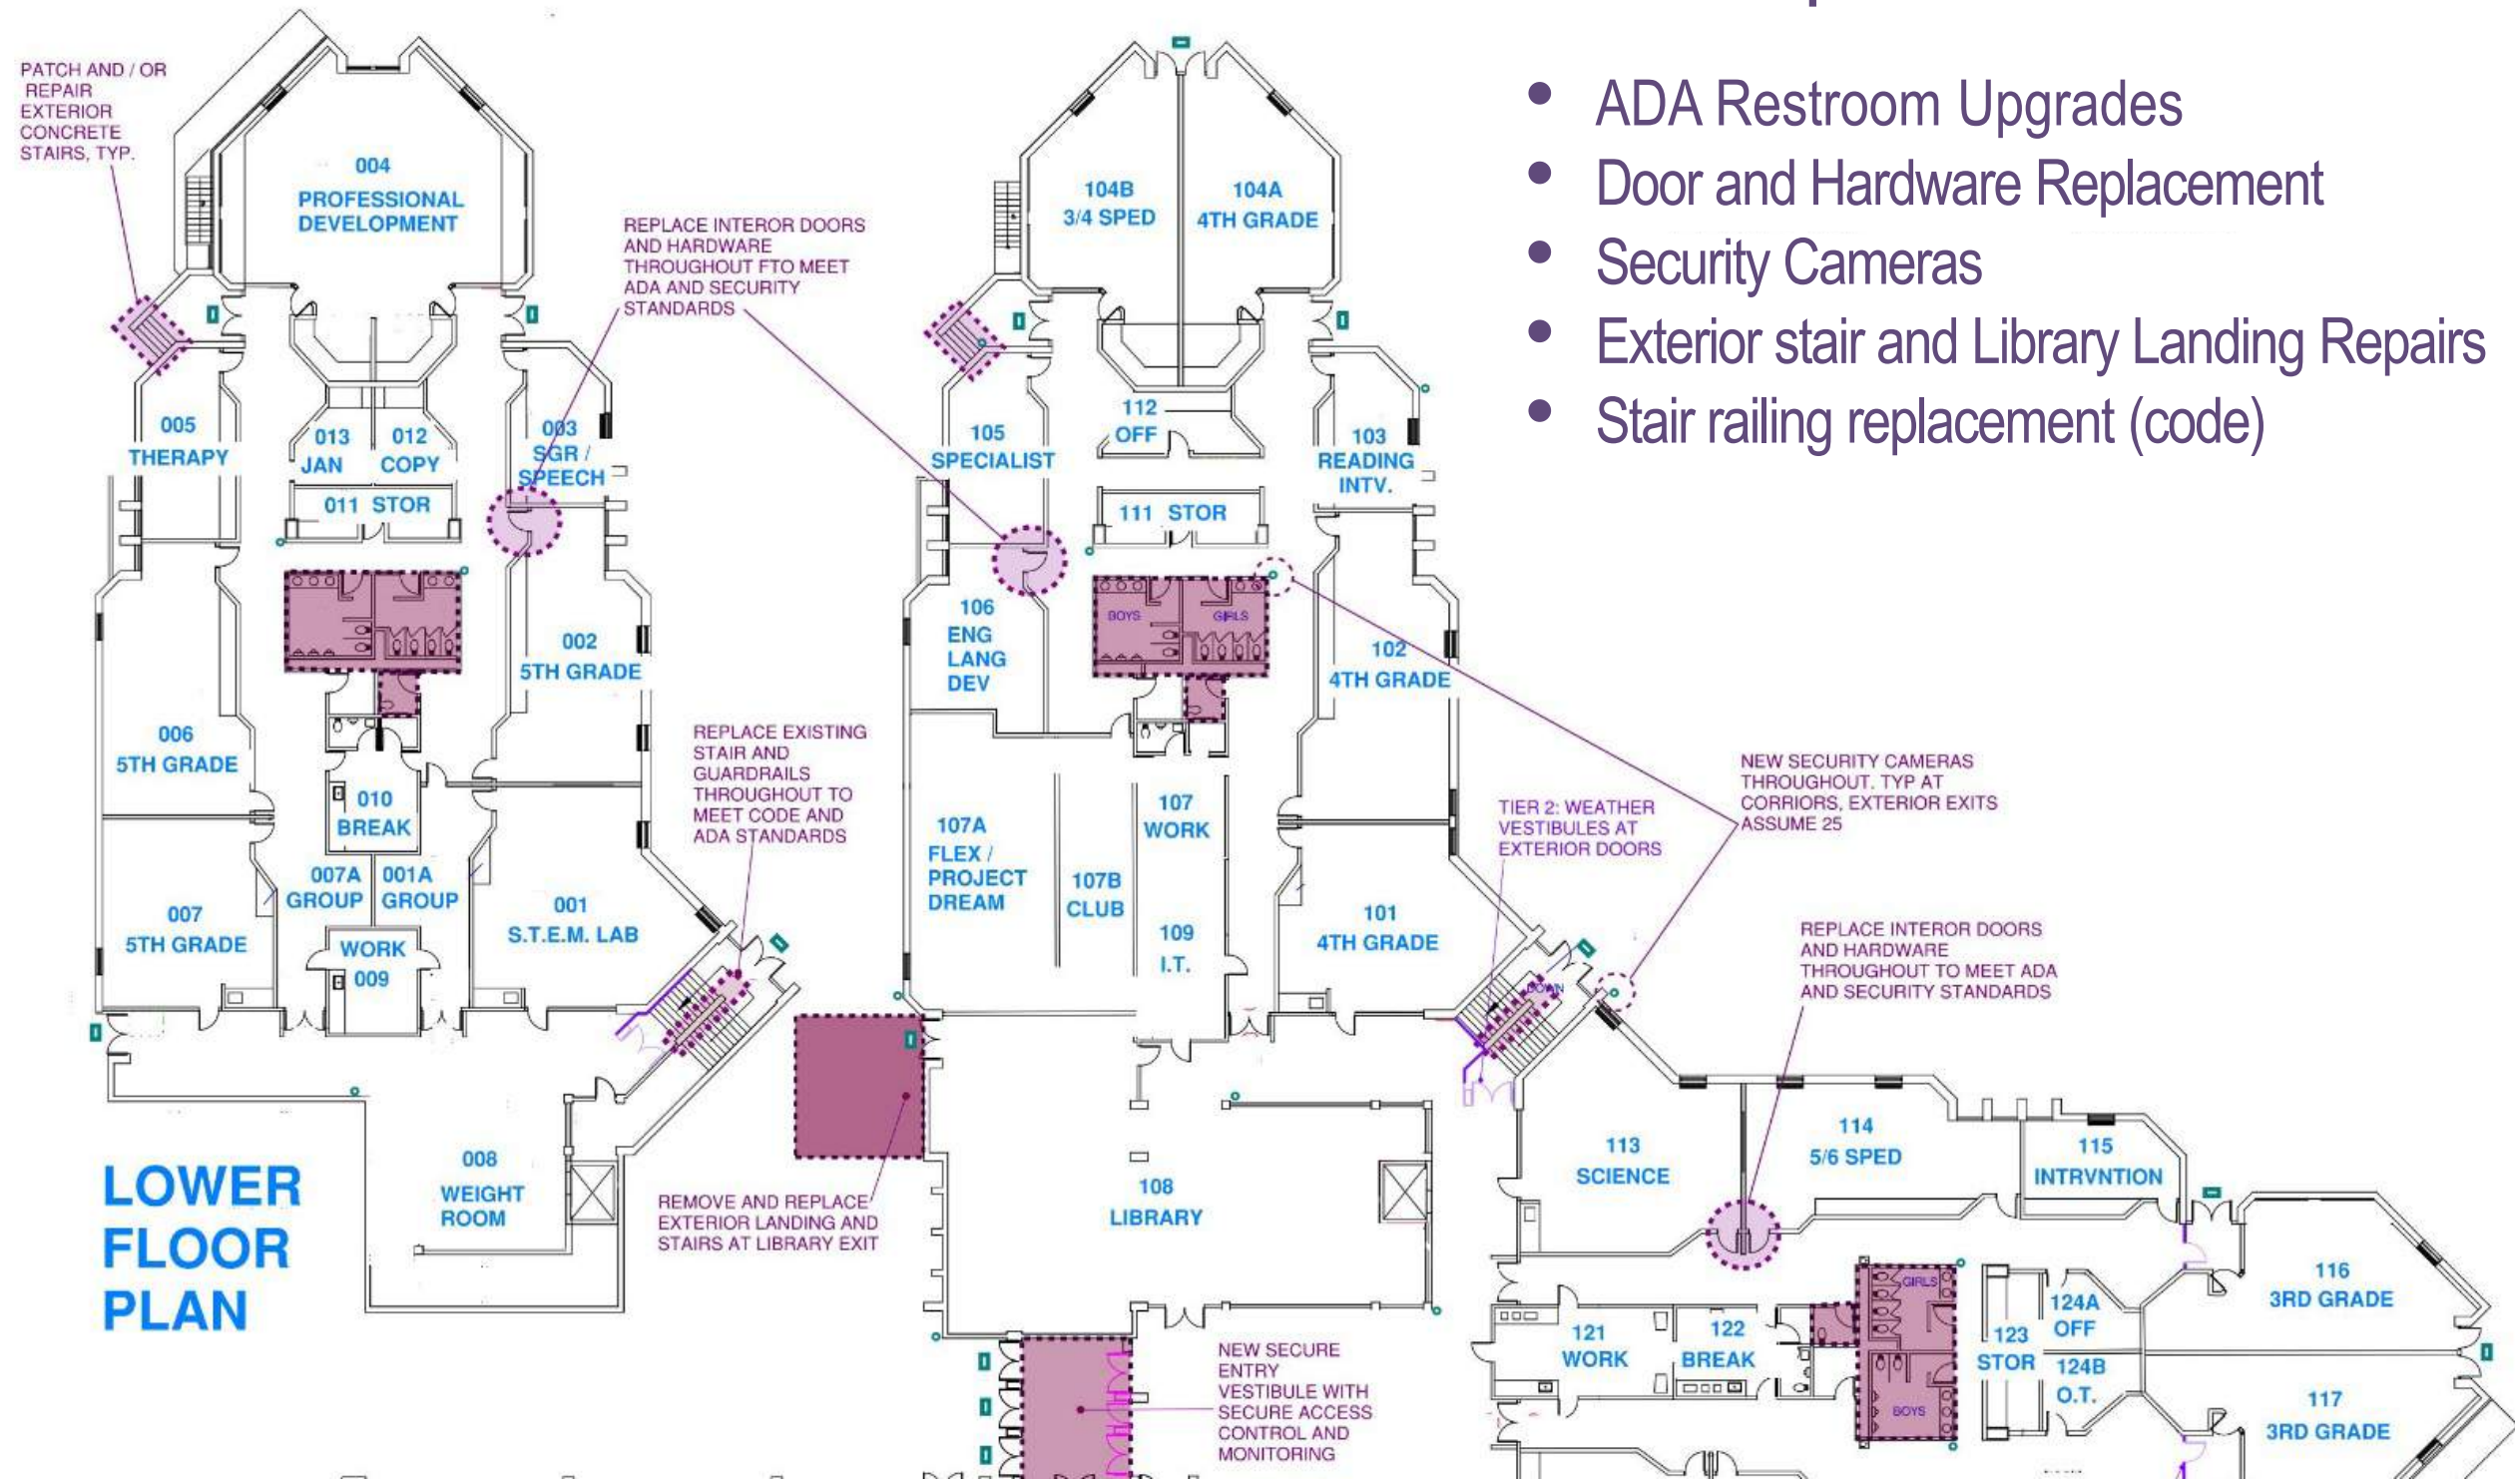 • ADA Restroom Upgrades
• Door and Hardware Replacement
• Security Cameras
• Exterior stair and Library Landing Repairs
• Stair railing replacement (code)
PATCH AND / OR
REPAIR
EXTERIOR
CONCRETE
STAIRS, TYP.
004
PROFESSIONAL
DEVELOPMENT
REPLACE INTEROR DOORS
AND HARDWARE
THROUGHOUT FTO MEET
ADA AND SECURITY
STANDARDS
005
THERAPY
013
JAN
012
COPY
011 STOR
003
SGR /
SPEECH
002
5TH GRADE
006
5TH GRADE
010
BREAK
007A
GROUP
001A
GROUP
007
5TH GRADE
WORK
009
001
S.T.E.M. LAB
REPLACE EXISTING
STAIR AND
GUARDRAILS
THROUGHOUT TO
MEET CODE AND
ADA STANDARDS
008
WEIGHT
ROOM
LOWER
FLOOR
PLAN
104B
3/4 SPED
104A
4TH GRADE
112
OFF
105
SPECIALIST
103
READING
INTV.
111 STOR
106
ENG
LANG
DEV
BOYS
GIRLS
102
4TH GRADE
107A
FLEX /
PROJECT
DREAM
107B
CLUB
107
WORK
109
I.T.
101
4TH GRADE
DOWN
TIER 2: WEATHER
VESTIBULES AT
EXTERIOR DOORS
NEW SECURITY CAMERAS
THROUGHOUT. TYP AT
CORRIORS, EXTERIOR EXITS
ASSUME 25
REPLACE INTEROR DOORS
AND HARDWARE
THROUGHOUT TO MEET ADA
AND SECURITY STANDARDS
REMOVE AND REPLACE
EXTERIOR LANDING AND
STAIRS AT LIBRARY EXIT
108
LIBRARY
113
SCIENCE
114
5/6 SPED
115
INTRVNTION
NEW SECURE
ENTRY
VESTIBULE WITH
SECURE ACCESS
CONTROL AND
MONITORING
121
WORK
122
BREAK
GIRLS
BOYS
123
STOR
124A
OFF
124B
O.T.
116
3RD GRADE
117
3RD GRADE